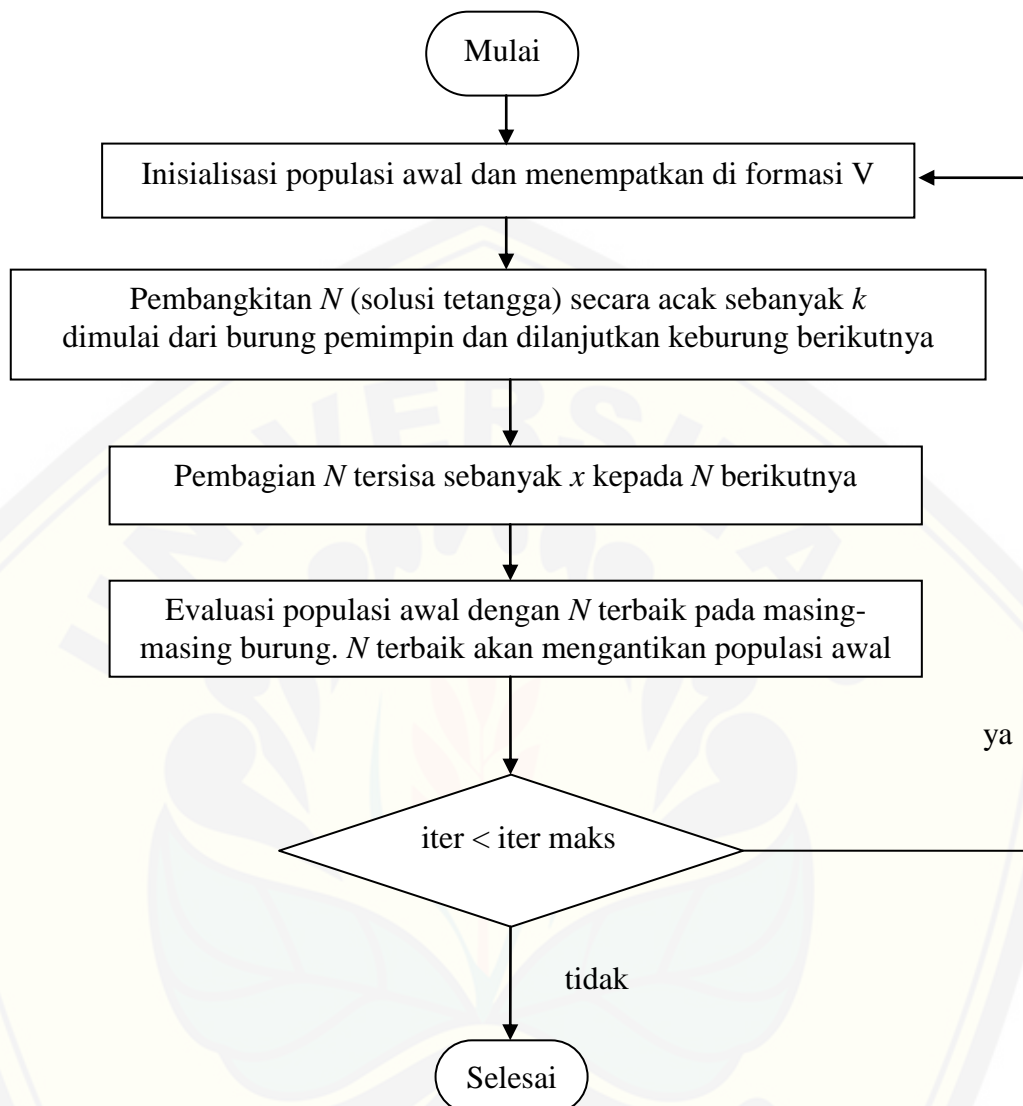 Mulai
Inisialisasi populasi awal dan menempatkan di formasi V
Pembangkitan N (solusi tetangga) secara acak sebanyak k
dimulai dari burung pemimpin dan dilanjutkan keburung berikutnya
Pembagian N tersisa sebanyak x kepada N berikutnya
Evaluasi populasi awal dengan N terbaik pada masing-
masing burung. N terbaik akan mengantikan populasi awal
ya
iter < iter maks
tidak
Selesai